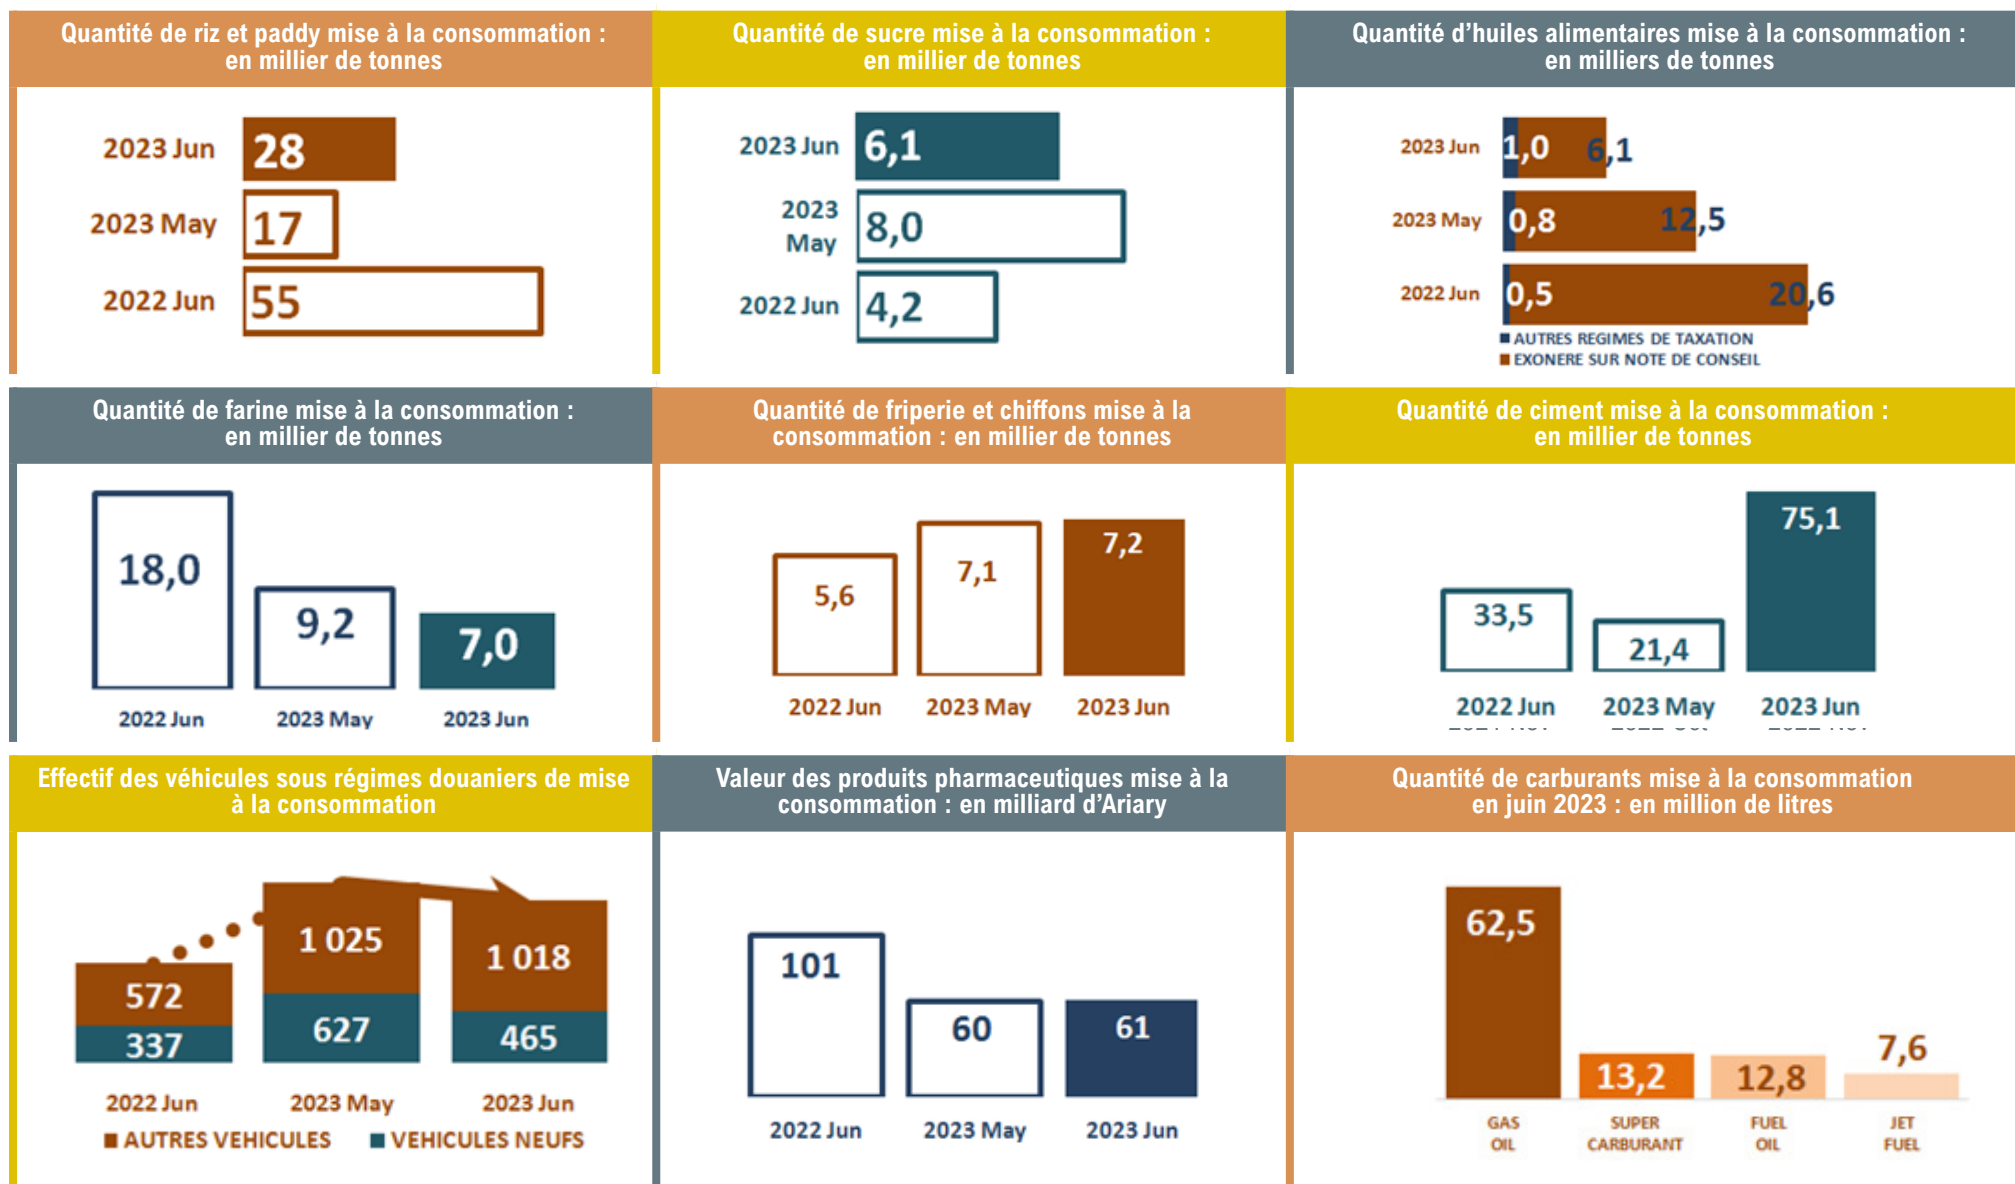 Quantité de riz et paddy mise à la consommation :
en millier de tonnes
2023 Jun
28
2023 May
17
2022 Jun
55
Quantité de sucre mise à la consommation :
en millier de tonnes
2023 Jun
6,1
2023
May
8,0
2022 Jun
4,2
Quantité d'huiles alimentaires mise à la consommation :
en milliers de tonnes
2023 Jun
1,0
6,1
2023 May
0,8
12,5
2022 Jun
0,5
20,6
AUTRES REGIMES DE TAXATION
EXONERE SUR NOTE DE CONSEIL
Quantité de farine mise à la consommation :
en millier de tonnes
18,0
9,2
7,0
2022 Jun
2023 May
2023 Jun
Quantité de friperie et chiffons mise à la
consommation : en millier de tonnes
5,6
7,1
7,2
2022 Jun
2023 May
2023 Jun
Quantité de ciment mise à la consommation :
en millier de tonnes
33,5
21,4
75,1
2022 Jun
2023 May
2023 Jun
Effectif des véhicules sous régimes douaniers de mise
à la consommation
572
337
1 025
627
1 018
465
2022 Jun
2023 May
2023 Jun
AUTRES VEHICULES
VEHICULES NEUFS
Valeur des produits pharmaceutiques mise à la
consommation : en milliard d'Ariary
101
60
61
2022 Jun
2023 May
2023 Jun
Quantité de carburants mise à la consommation
en juin 2023 : en million de litres
62,5
13,2
12,8
7,6
GAS
OIL
SUPER
CARBURANT
FUEL
OIL
JET
FUEL